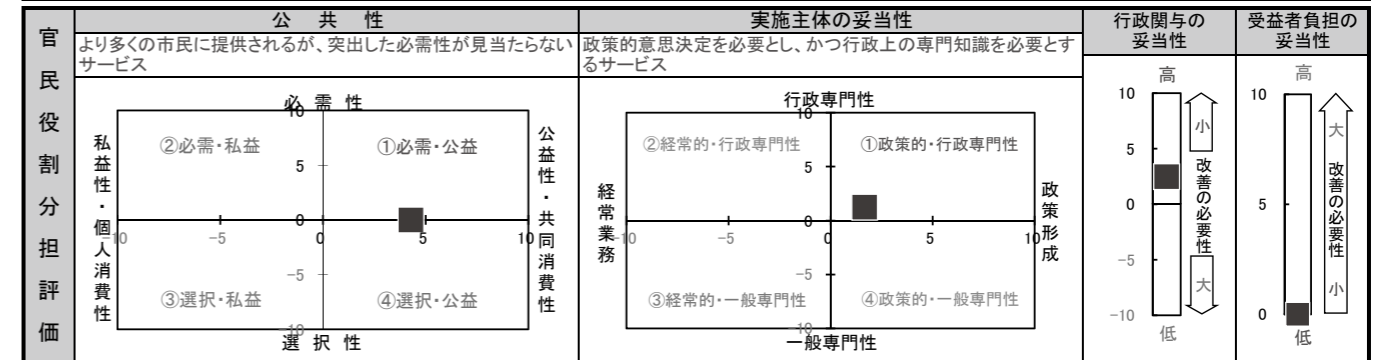 官民役割分担評価
公共性
より多くの市民に提供されるが、突出した必需性が見当たらない
サービス
必需性
10
②必需・私益
①必需・公益
5
私益性・個人消費性
公益性・共同消費性
0
-10
-5
0
5
10
-5
③選択・私益
④選択・公益
-10
選択性
実施主体の妥当性
政策的意思決定を必要とし、かつ行政上の専門知識を必要とす
るサービス
行政専門性
10
②経常的・行政専門性
①政策的・行政専門性
5
経常業務
政策形成
0
-10
-5
0
5
10
-5
③経常的・一般専門性
④政策的・一般専門性
-10
一般専門性
行政関与の
妥当性
高
10
5
0
-5
-10
小
改善の必要性
大
低
受益者負担の
妥当性
高
10
5
0
大
改善の必要性
小
低